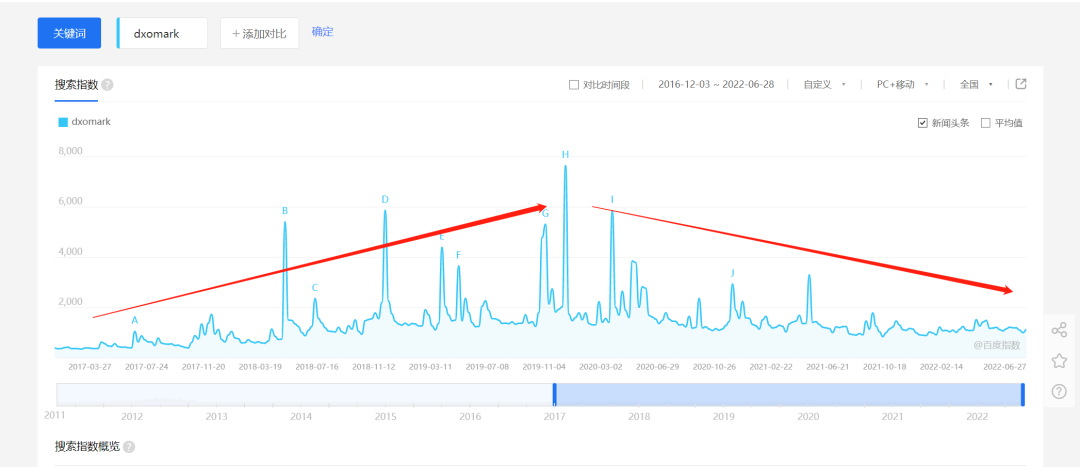 关键词 dxomark +添加对比 确定
搜索指数 ? 对比时间段 2016-12-03 ~ 2022-06-28 自定义 PC+移动 全国
dxomark 新闻头条 平均值
8,000
H
6,000
D I
B G
E
4,000
F
J
C
2,000
A
@百度指数
2017-03-27 2017-07-24 2017-11-20 2018-03-19 2018-07-16 2018-11-12 2019-03-11 2019-07-08 2019-11-04 2020-03-02 2020-06-29 2020-10-26 2021-02-22 2021-06-21 2021-10-18 2022-02-14 2022-06-27
2011 2012 2013 2014 2015 2016 2017 2018 2019 2020 2021 2022
搜索指数概览 ?